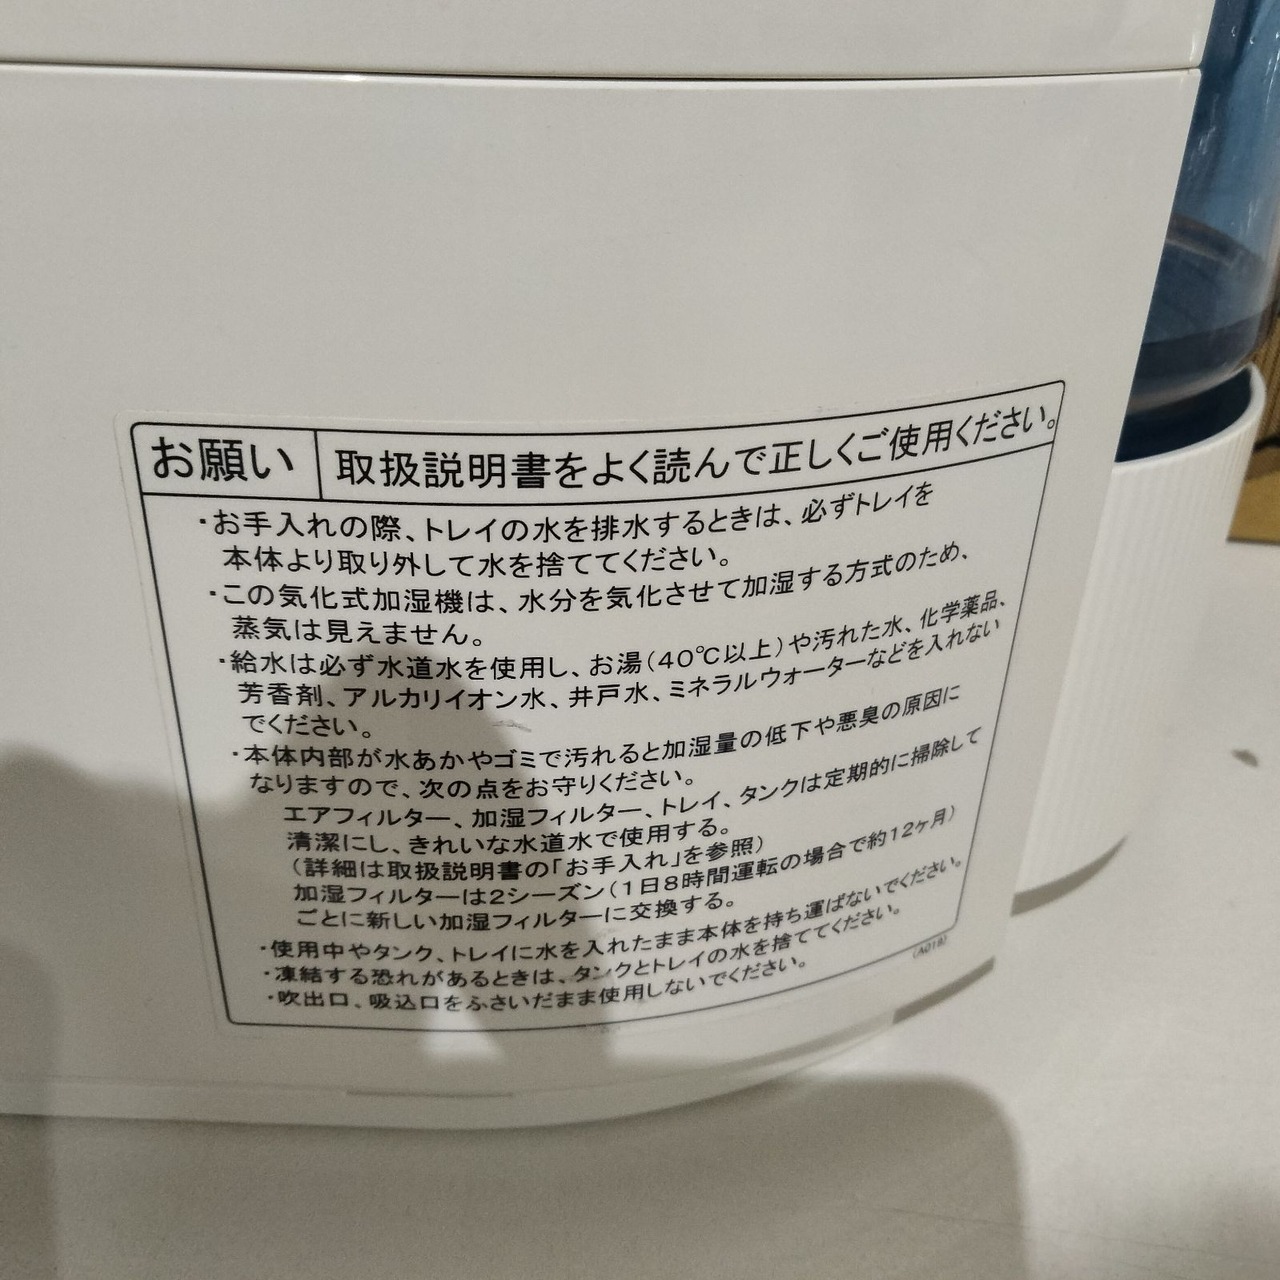 お願い 取扱説明書をよく読んで正しくご使用ください。
・お手入れの際、トレイの水を排水するときは、必ずトレイを
本体より取り外して水を捨ててください。
・この気化式加湿機は、水分を気化させて加湿する方式のため、
蒸気は見えません。
・給水は必ず水道水を使用し、お湯(40℃以上)や汚れた水、化学薬品、
芳香剤、アルカリイオン水、井戸水、ミネラルウォーターなどを入れない
でください。
・本体内部が水あかやゴミで汚れると加湿量の低下や悪臭の原因に
なりますので、次の点をお守りください。
エアフィルター、加湿フィルター、トレイ、タンクは定期的に掃除して
清潔にし、きれいな水道水で使用する。
(詳細は取扱説明書の「お手入れ」を参照)
加湿フィルターは2シーズン(1日8時間運転の場合で約12ヶ月)
ごとに新しい加湿フィルターに交換する。
・使用中やタンク、トレイに水を入れたまま本体を持ち運ばないでください。
・凍結する恐れがあるときは、タンクとトレイの水を捨ててください。
・吹出口、吸込口をふさいだまま使用しないでください。